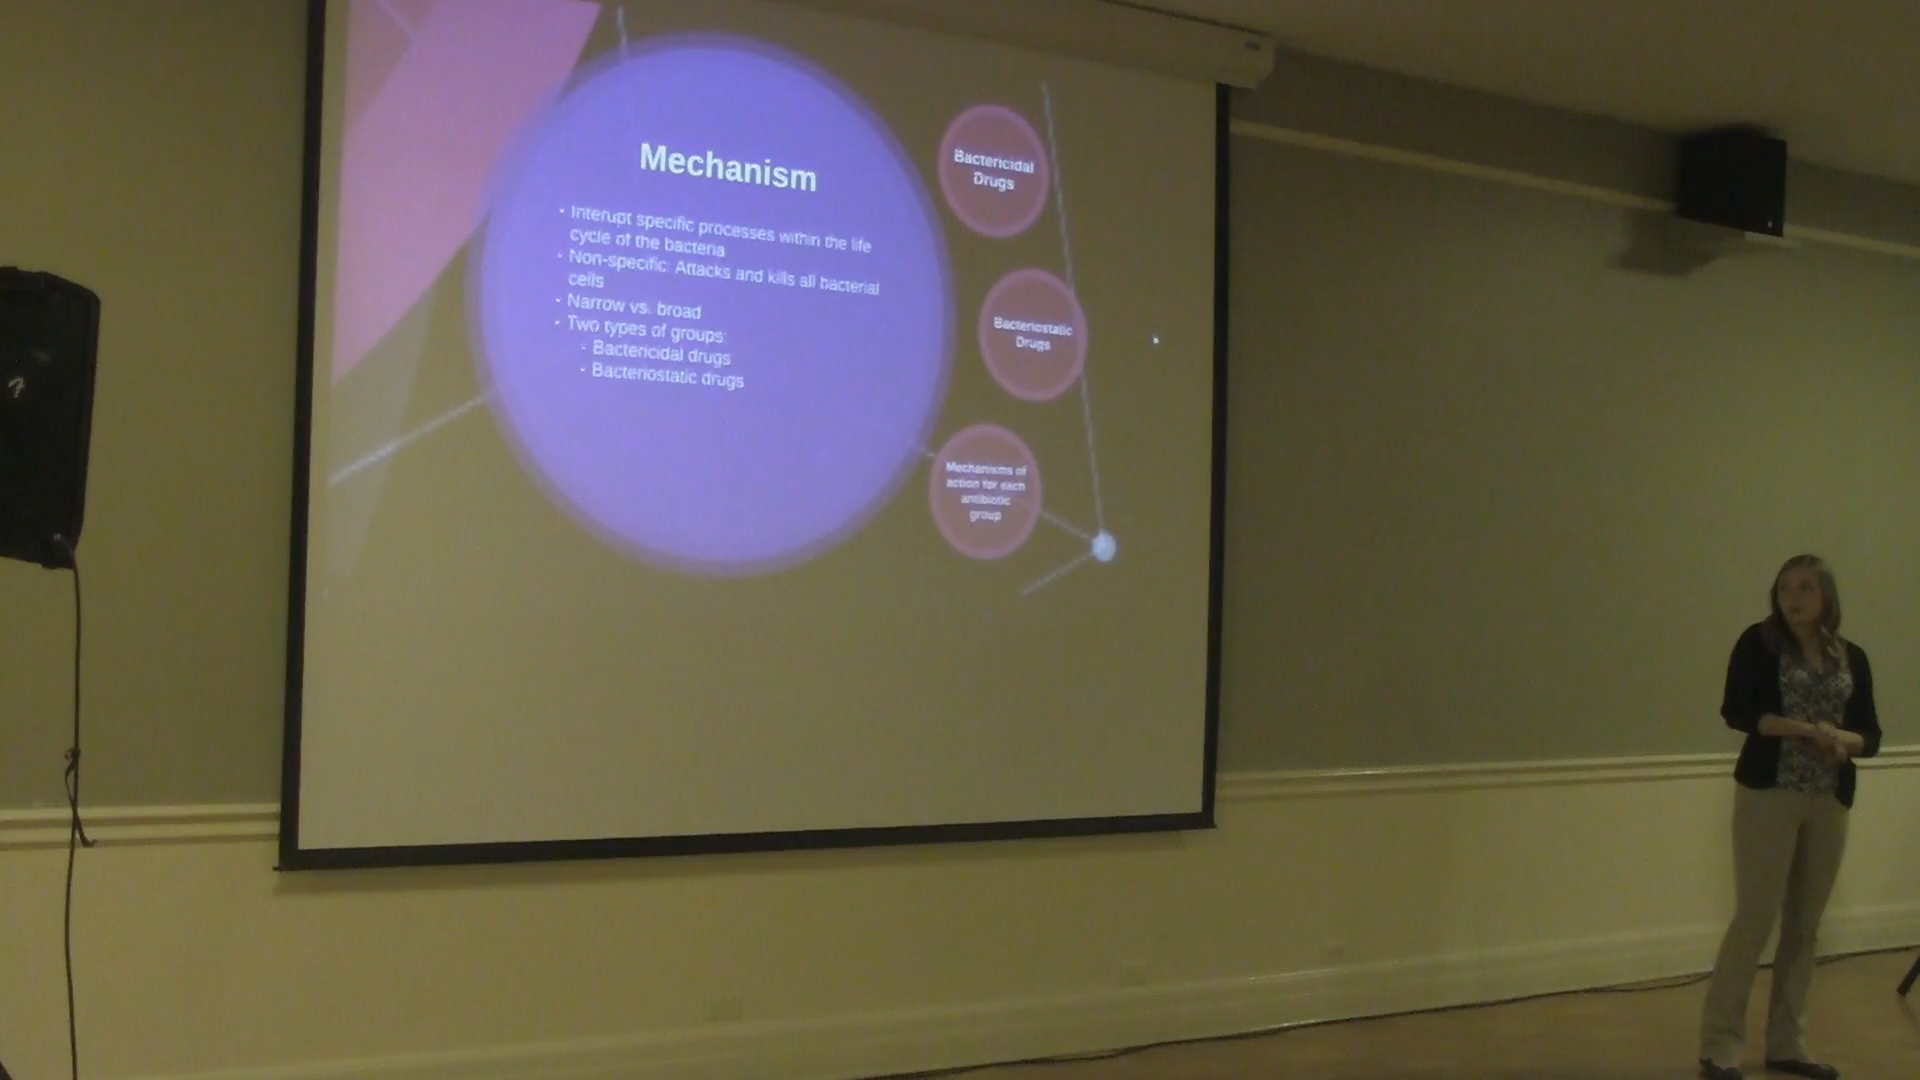 Mechanism
- Interupt specific processes within the life
cycle of the bacteria
- Non-specific: Attacks and kills all bacterial
cells
- Narrow vs. broad
- Two types of groups:
- Bactericidal drugs
- Bacteriostatic drugs
Bactericidal
Drugs
Bacteriostatic
Drugs
Mechanisms of
action for each
antibiotic
group